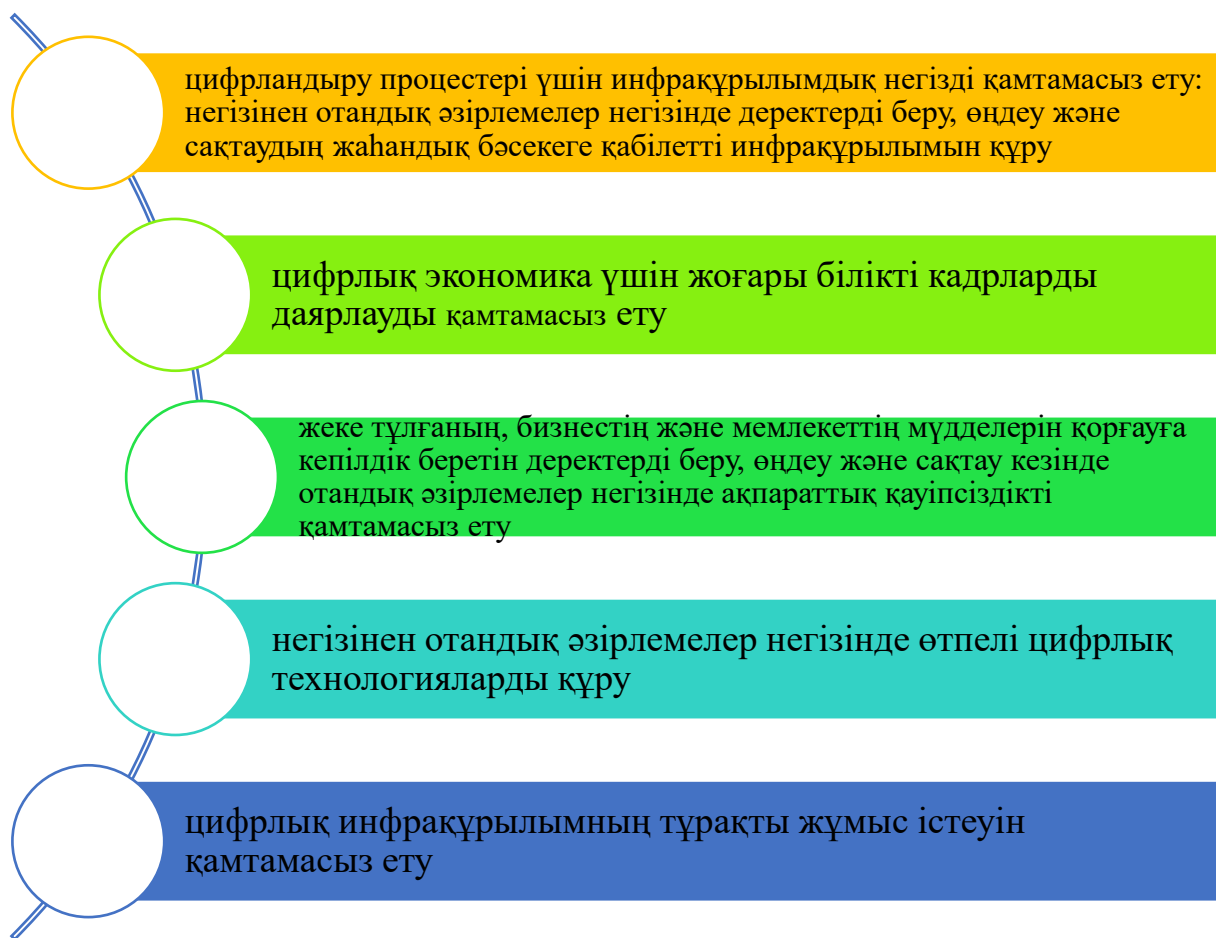 цифрландыру процестері үшін инфрақұрылымдық негізді қамтамасыз ету:
негізінен отандық әзірлемелер негізінде деректерді беру, өңдеу және
сақтаудың жаһандық бәсекеге қабілетті инфрақұрылымын құру
цифрлық экономика үшін жоғары білікті кадрларды
даярлауды қамтамасыз ету
жеке тұлғаның, бизнестің және мемлекеттің мүдделерін қорғауға
кепілдік беретін деректерді беру, өңдеу және сақтау кезінде
отандық әзірлемелер негізінде ақпараттық қауіпсіздікті
қамтамасыз ету
негізінен отандық әзірлемелер негізінде өтпелі цифрлық
технологияларды құру
цифрлық инфрақұрылымның тұрақты жұмыс істеуін
қамтамасыз ету